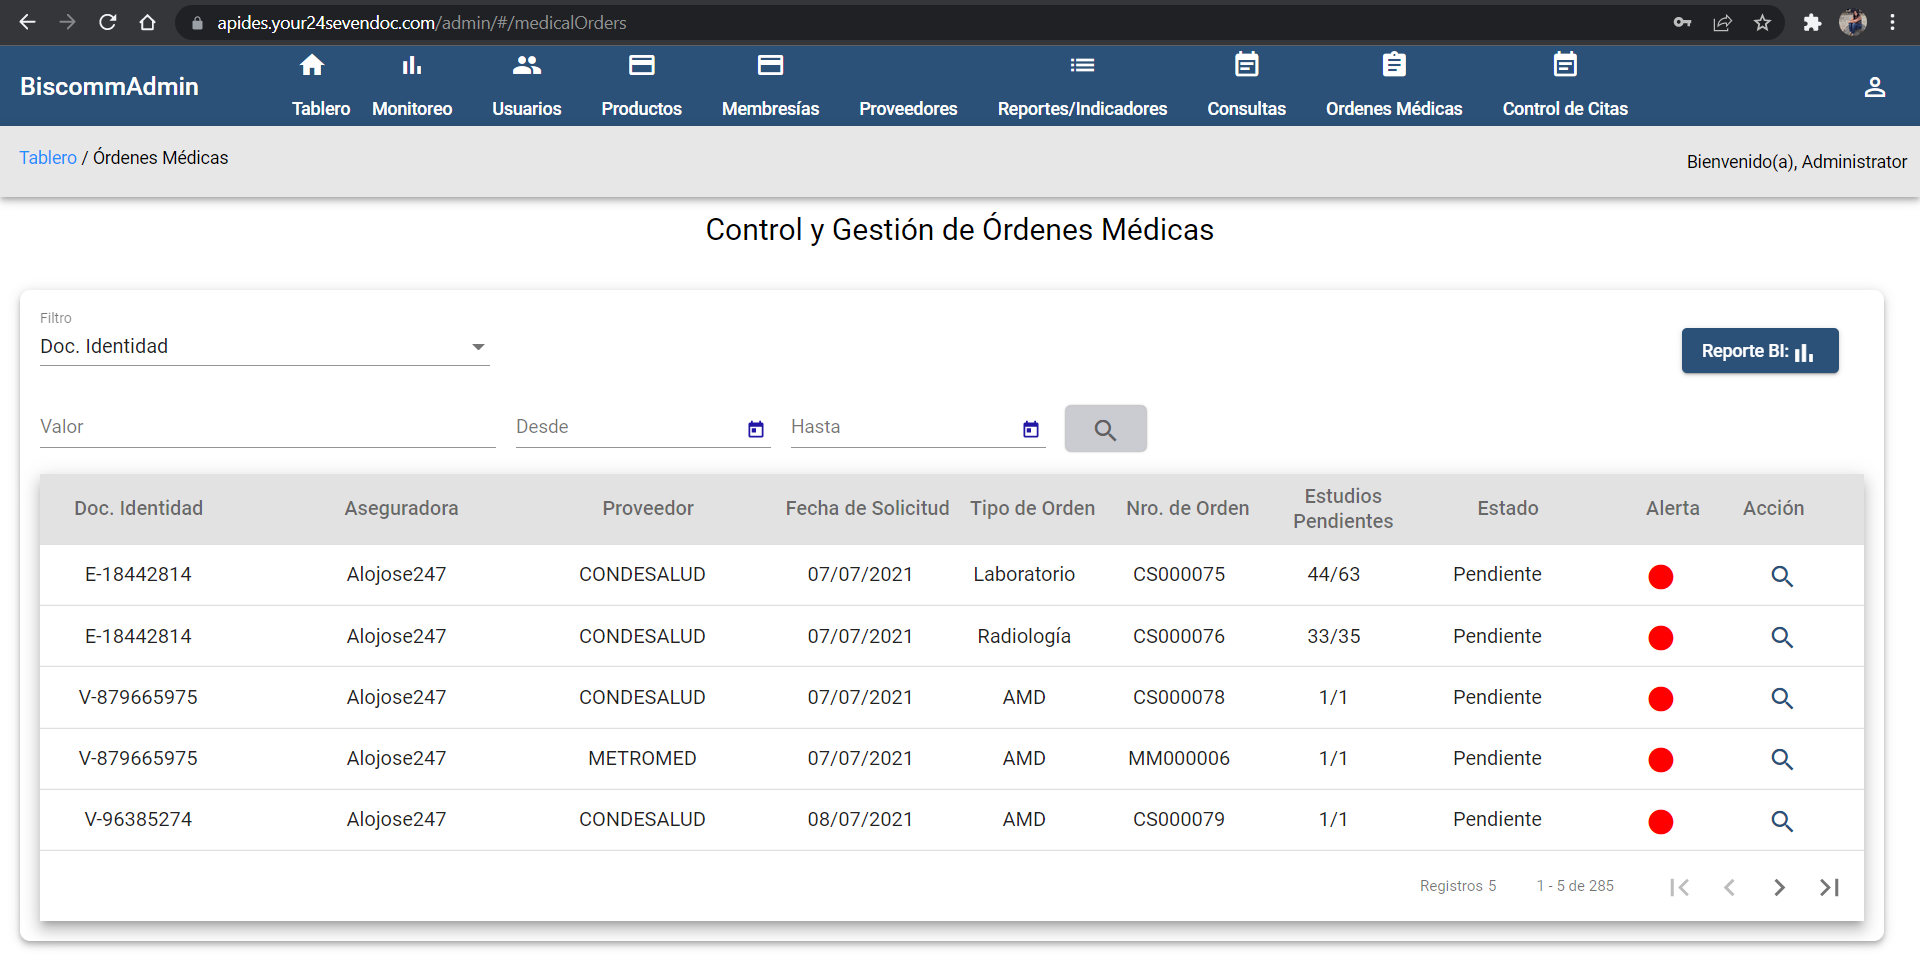 apides.your24sevendoc.com/admin/#/medicalOrders
BiscommAdmin
Tablero Monitoreo Usuarios Productos Membresías Proveedores Reportes/Indicadores Consultas Ordenes Médicas Control de Citas
Tablero / Órdenes Médicas
Bienvenido(a), Administrator
Control y Gestión de Órdenes Médicas
Filtro
Doc. Identidad
Reporte BI:
Valor Desde Hasta
Doc. Identidad Aseguradora Proveedor Fecha de Solicitud Tipo de Orden Nro. de Orden Estudios Pendientes Estado Alerta Acción
E-18442814 Alojose247 CONDESALUD 07/07/2021 Laboratorio CS000075 44/63 Pendiente
E-18442814 Alojose247 CONDESALUD 07/07/2021 Radiología CS000076 33/35 Pendiente
V-879665975 Alojose247 CONDESALUD 07/07/2021 AMD CS000078 1/1 Pendiente
V-879665975 Alojose247 METROMED 07/07/2021 AMD MM000006 1/1 Pendiente
V-96385274 Alojose247 CONDESALUD 08/07/2021 AMD CS000079 1/1 Pendiente
Registros 5 1 - 5 de 285